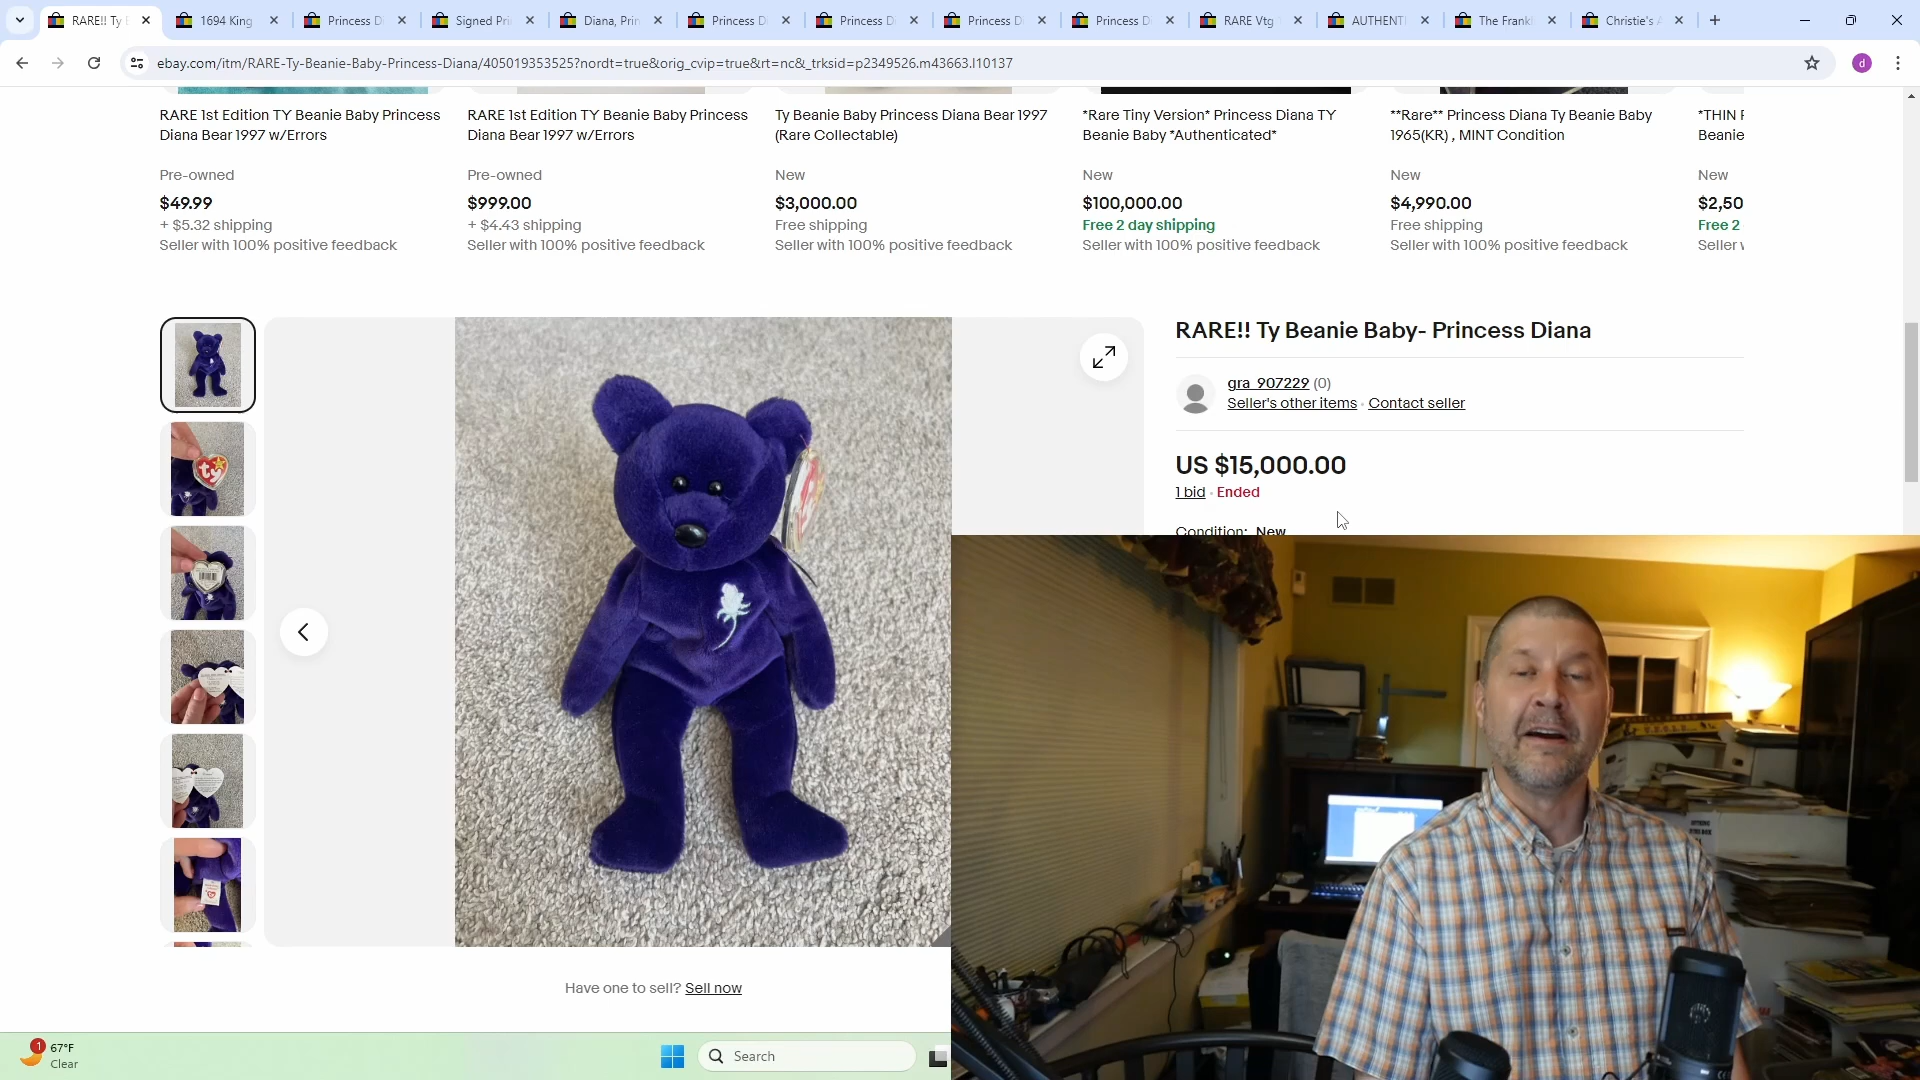 RARE!! Ty B
1694 King
Princess Di
Signed Prin
Diana, Prin
Princess Di
Princess Di
Princess Di
Princess Di
RARE Vtg
AUTHENTI
The Frankl
Christie's A
ebay.com/itm/RARE-Ty-Beanie-Baby-Princess-Diana/405019353525?nordt=true&orig_cvip=true&rt=nc&_trksid=p2349526.m43663.l10137
d
RARE 1st Edition TY Beanie Baby Princess
Diana Bear 1997 w/Errors
Pre-owned
$49.99
+ $5.32 shipping
Seller with 100% positive feedback
RARE 1st Edition TY Beanie Baby Princess
Diana Bear 1997 w/Errors
Pre-owned
$999.00
+ $4.43 shipping
Seller with 100% positive feedback
Ty Beanie Baby Princess Diana Bear 1997
(Rare Collectable)
New
$3,000.00
Free shipping
Seller with 100% positive feedback
*Rare Tiny Version* Princess Diana TY
Beanie Baby *Authenticated*
New
$100,000.00
Free 2 day shipping
Seller with 100% positive feedback
**Rare** Princess Diana Ty Beanie Baby
1965(KR) , MINT Condition
New
$4,990.00
Free shipping
Seller with 100% positive feedback
*THIN
Beanie
New
$2,50
Free 2
Seller
ty
RARE!! Ty Beanie Baby- Princess Diana
gra_907229 (0)
Seller's other items · Contact seller
US $15,000.00
1 bid · Ended
Condition: New
Have one to sell? Sell now
1
67°F
Clear
Search